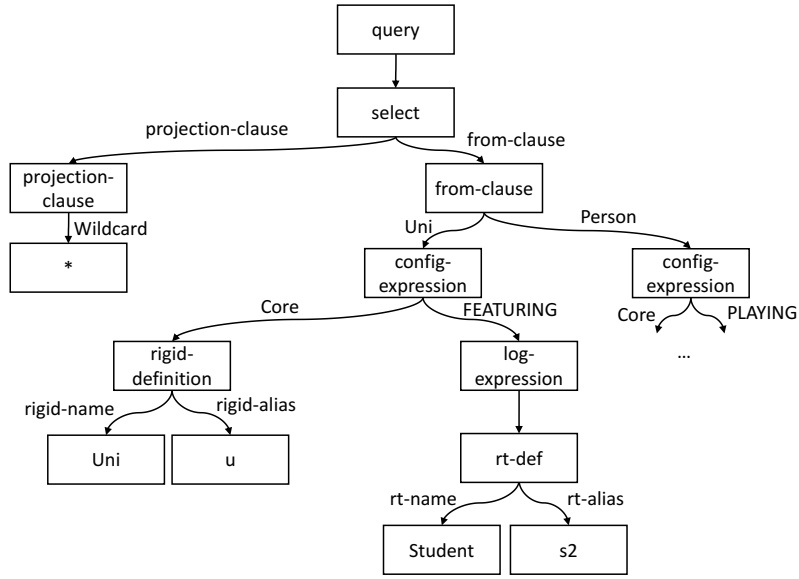 query
select
projection-clause
from-clause
projection-
clause
from-clause
Wildcard
Uni
Person
*
config-
expression
config-
expression
Core
FEATURING
Core
PLAYING
rigid-
definition
log-
expression
...
rigid-name
rigid-alias
Uni
u
rt-def
rt-name
rt-alias
Student
s2